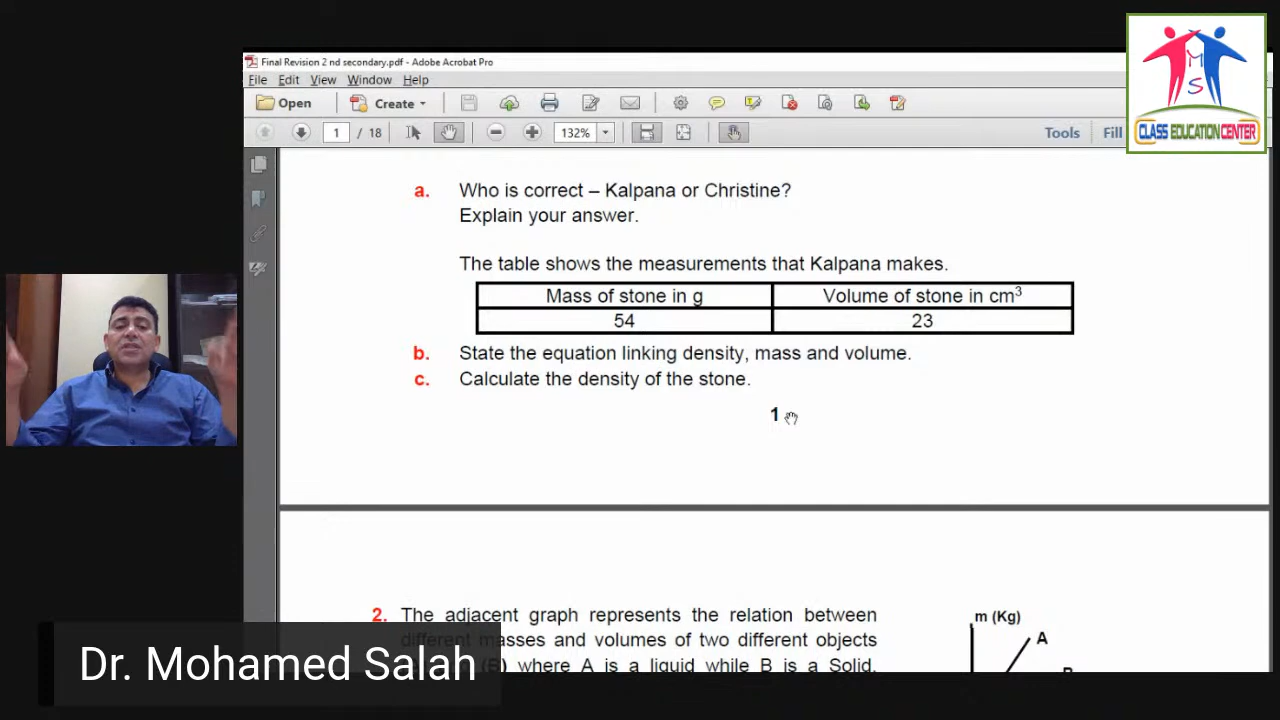 Final Revision 2 nd secondary.pdf - Adobe Acrobat Pro
File Edit View Window Help
Open Create
1 / 18 132% Tools Fill
M
S
CLASS EDUCATION CENTER
a. Who is correct – Kalpana or Christine?
Explain your answer.
The table shows the measurements that Kalpana makes.
Mass of stone in g Volume of stone in cm³
54 23
b. State the equation linking density, mass and volume.
c. Calculate the density of the stone.
1
2. The adjacent graph represents the relation between
different masses and volumes of two different objects
where A is a liquid while B is a Solid.
m (Kg)
A
B
Dr. Mohamed Salah